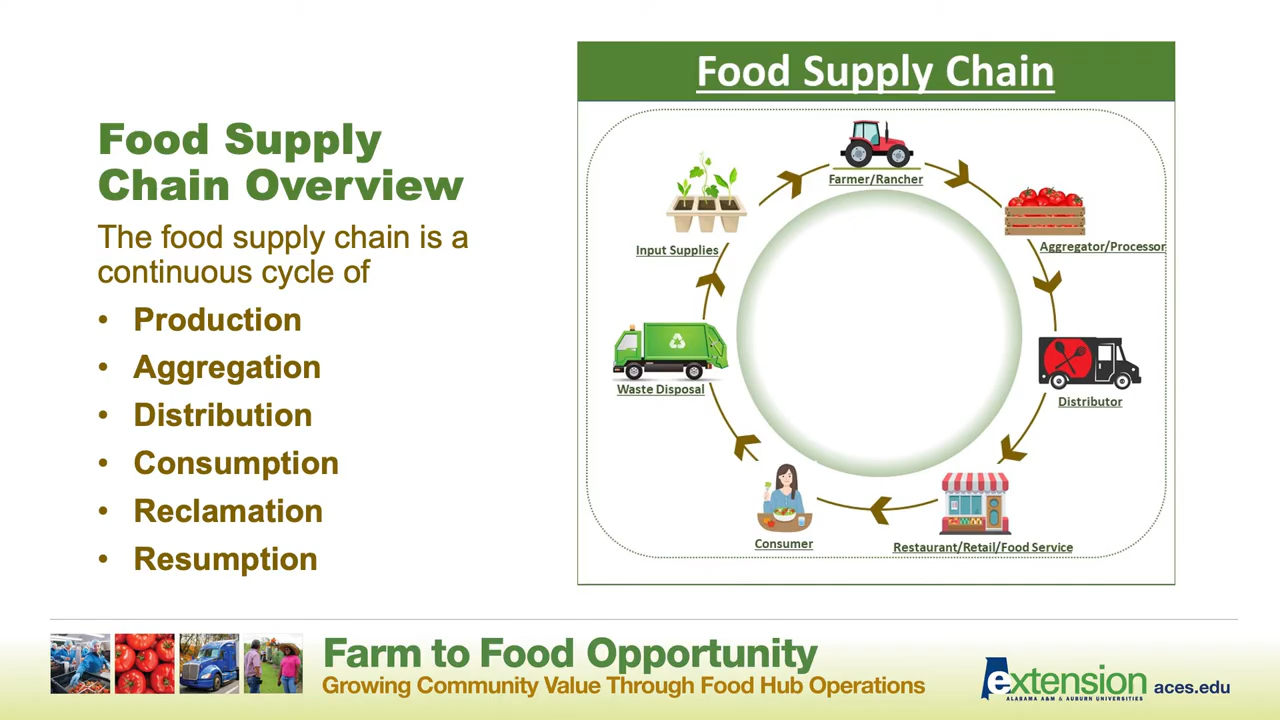 Food Supply
Chain Overview
The food supply chain is a
continuous cycle of
• Production
• Aggregation
• Distribution
• Consumption
• Reclamation
• Resumption
Food Supply Chain
Farmer/Rancher
Aggregator/Processor
Distributor
Restaurant/Retail/Food Service
Consumer
Waste Disposal
Input Supplies
Farm to Food Opportunity
Growing Community Value Through Food Hub Operations
extension
ALABAMA A&M & AUBURN UNIVERSITIES
aces.edu